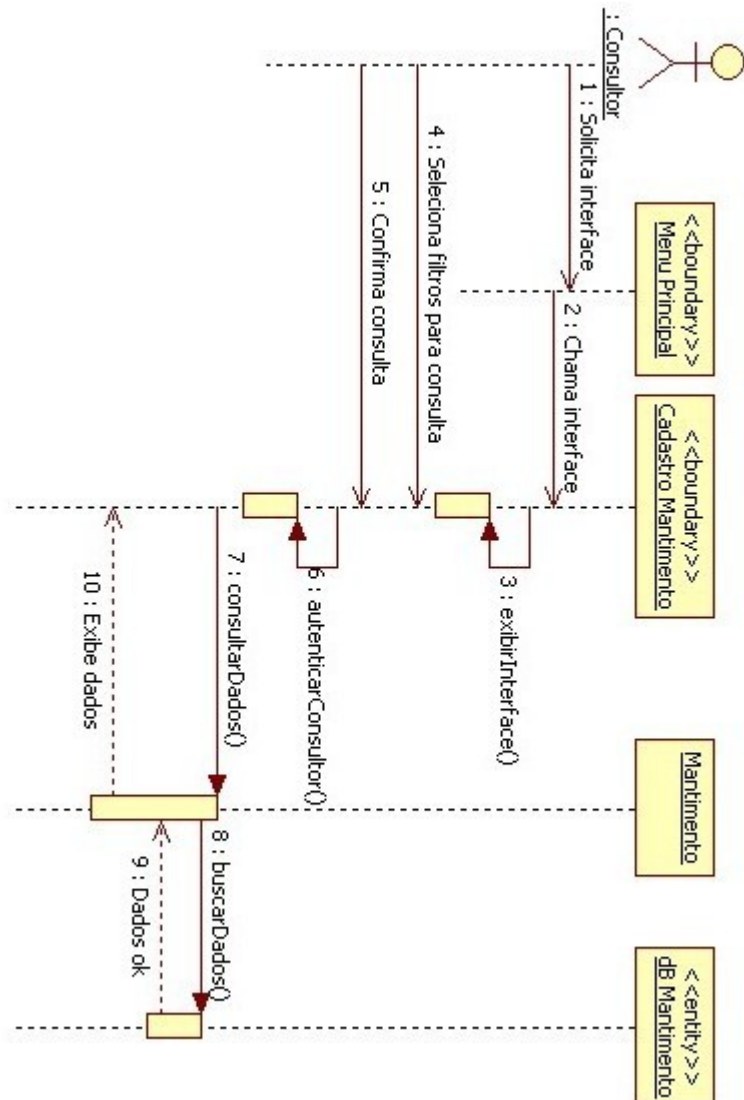 : Consultor
<<boundary>>
Menu Principal
<<boundary>>
Cadastro Mantimento
Mantimento
<<entity>>
dB Mantimento
1 : Solicita interface
2 : Chama interface
3 : exibirInterface()
4 : Seleciona filtros para consulta
5 : Confirma consulta
6 : autenticarConsultor()
7 : consultarDados()
8 : buscarDados()
9 : Dados ok
10 : Exibe dados